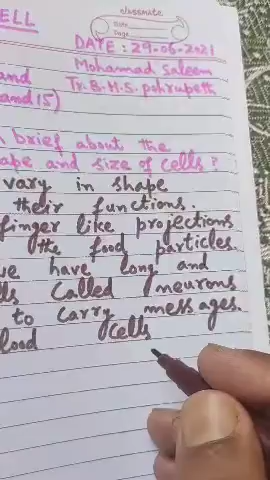 classmate
Date
Page
ELL
DATE : 29-06-2021
Mohamad Saleem
and
Tr. B.H.S. pohrupeth
and 15)
brief about the
ape and size of cells?
vary in shape
their functions.
finger like projections
the food particles.
ve have long and
lls called neurons
to carry messages.
lood cells